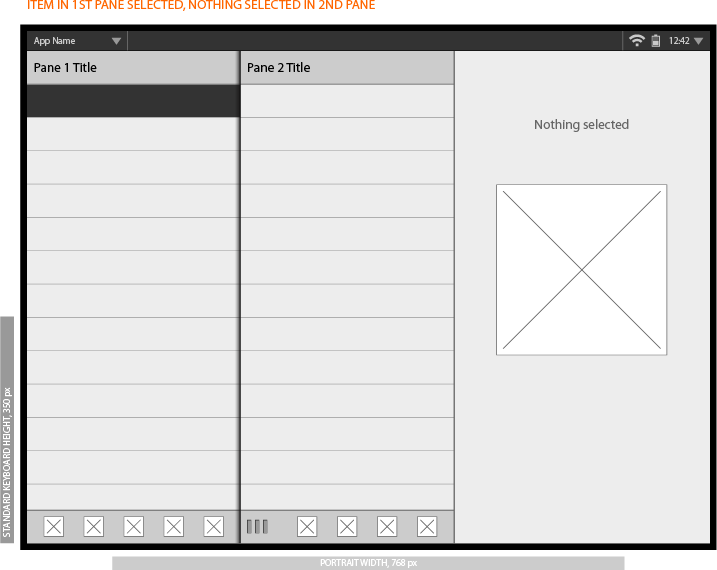 ITEM IN 1ST PANE SELECTED, NOTHING SELECTED IN 2ND PANE
App Name
12:42
Pane 1 Title
Pane 2 Title
Nothing selected
STANDARD KEYBOARD HEIGHT, 350 px
PORTRAIT WIDTH, 768 px